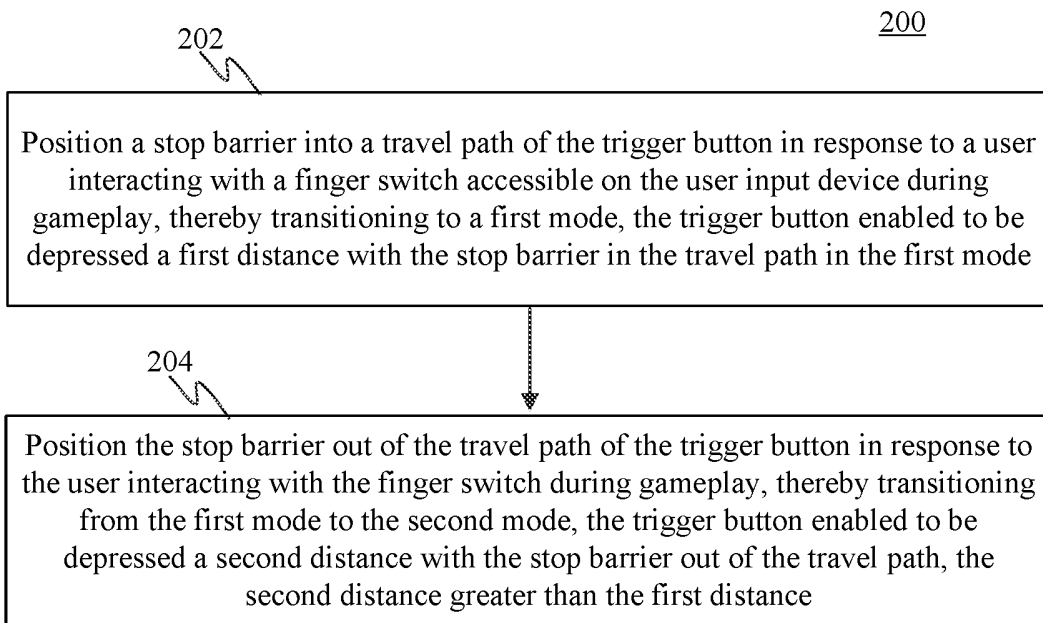 200
202
Position a stop barrier into a travel path of the trigger button in response to a user
interacting with a finger switch accessible on the user input device during
gameplay, thereby transitioning to a first mode, the trigger button enabled to be
depressed a first distance with the stop barrier in the travel path in the first mode
204
Position the stop barrier out of the travel path of the trigger button in response to
the user interacting with the finger switch during gameplay, thereby transitioning
from the first mode to the second mode, the trigger button enabled to be
depressed a second distance with the stop barrier out of the travel path, the
second distance greater than the first distance